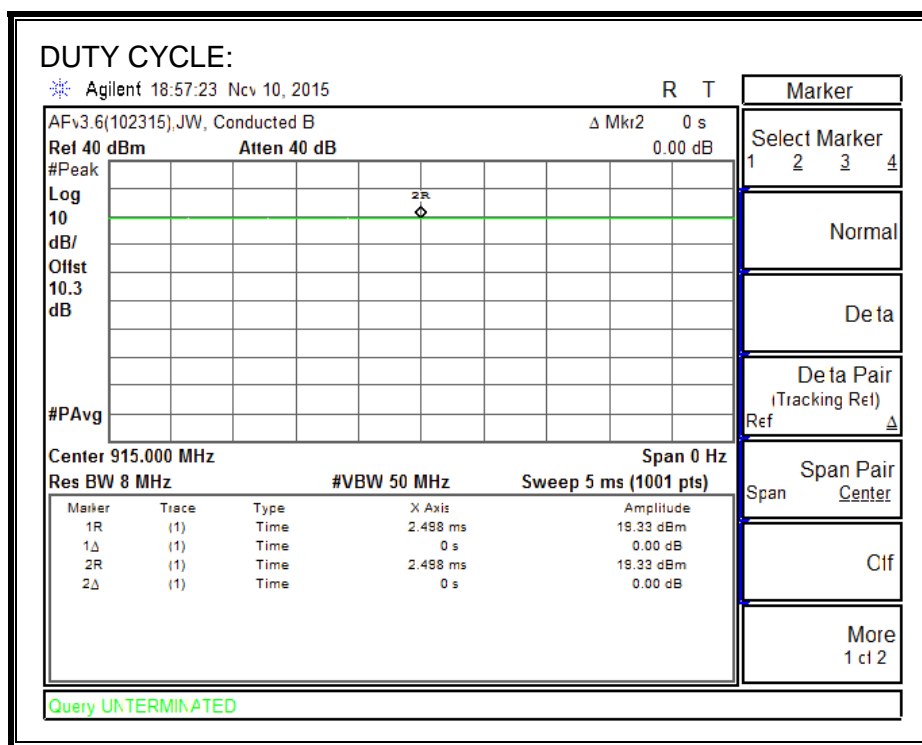 DUTY CYCLE:
Agilent 18:57:23 Nov 10, 2015 R T
AFv3.6(102315),JW, Conducted B Δ Mkr2 0 s
Ref 40 dBm Atten 40 dB 0.00 dB
#Peak
Log
10
dB/
Offst
10.3
dB
#PAvg
2R
Center 915.000 MHz Span 0 Hz
Res BW 8 MHz #VBW 50 MHz Sweep 5 ms (1001 pts)
Marker Trace Type X Axis Amplitude
1R (1) Time 2.498 ms 19.33 dBm
1Δ (1) Time 0 s 0.00 dB
2R (1) Time 2.498 ms 19.33 dBm
2Δ (1) Time 0 s 0.00 dB
Query UNTERMINATED
Marker
Select Marker
1 2 3 4
Normal
Delta
Delta Pair
(Tracking Ref)
Ref Δ
Span Pair
Span Center
Off
More
1 of 2